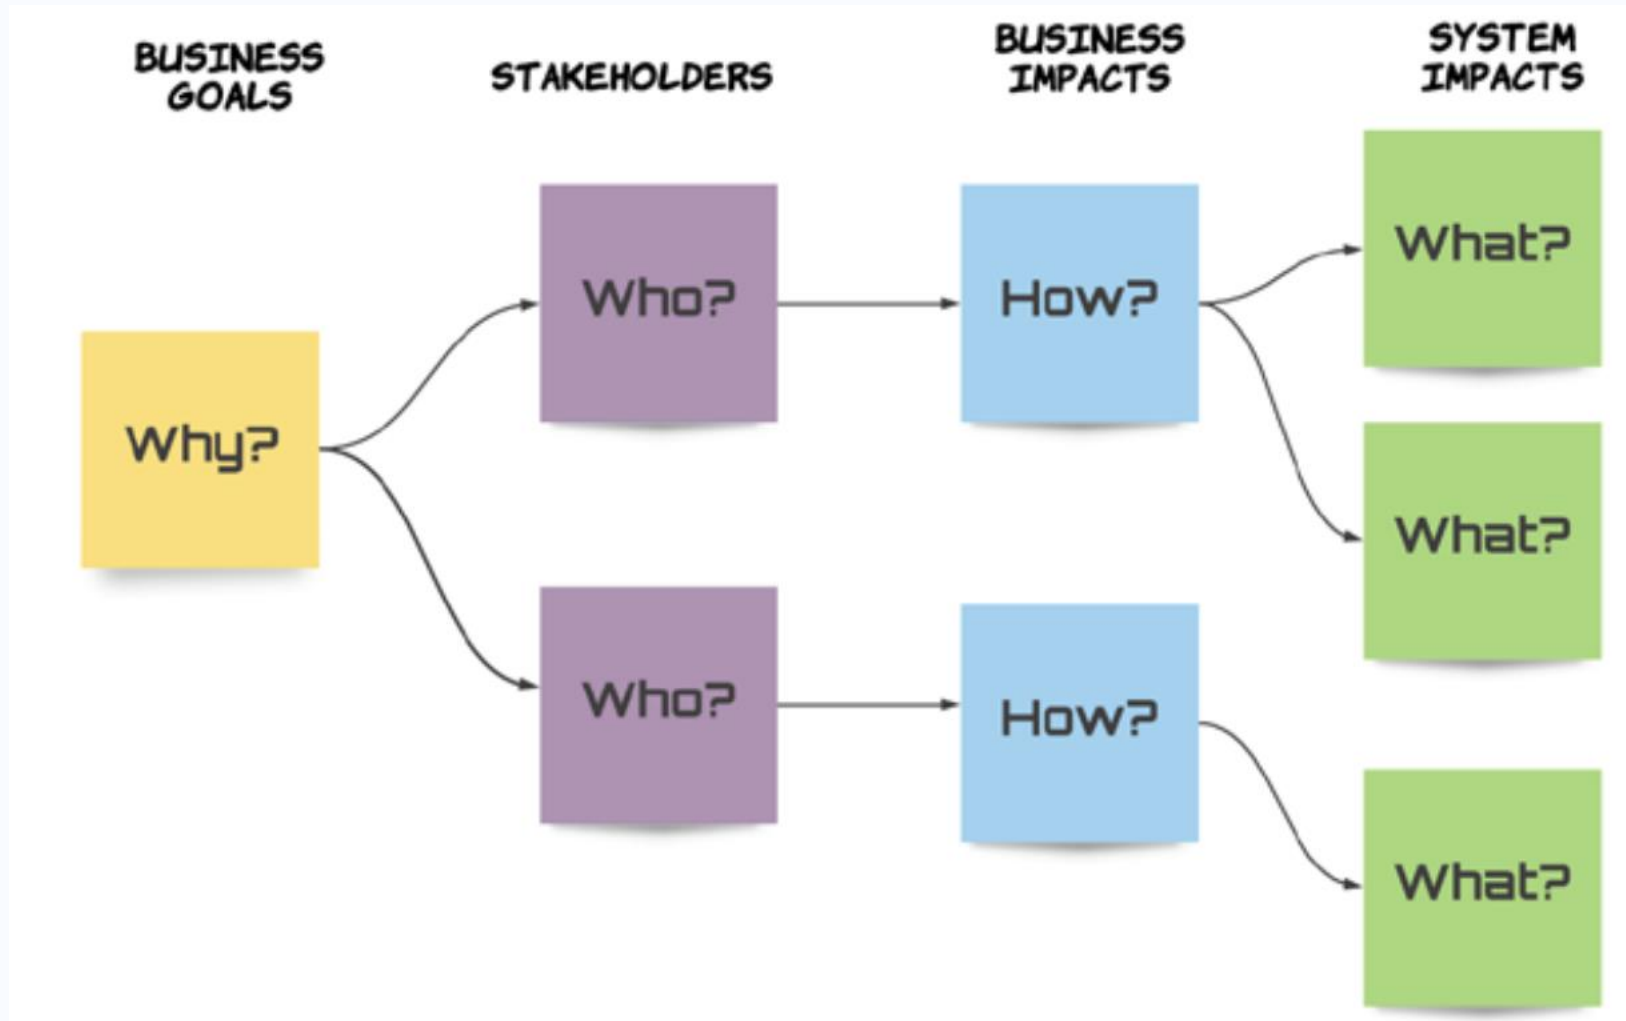 BUSINESS
GOALS
STAKEHOLDERS
BUSINESS
IMPACTS
SYSTEM
IMPACTS
Why?
Who?
How?
What?
What?
Who?
How?
What?